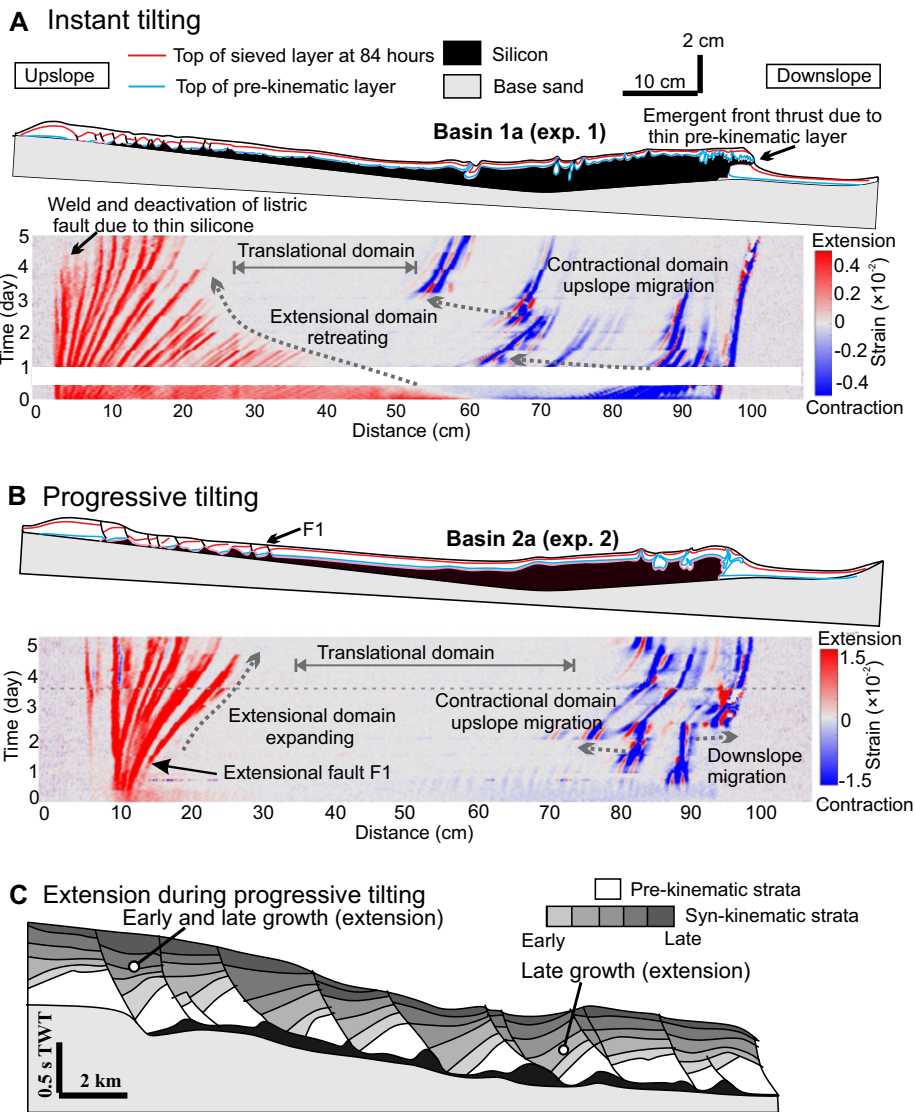 A Instant tilting
Top of sieved layer at 84 hours
Silicon
2 cm
Upslope
Top of pre-kinematic layer
Base sand
10 cm
Downslope
Basin 1a (exp. 1)
Emergent front thrust due to
thin pre-kinematic layer
Weld and deactivation of listric
fault due to thin silicone
5
4
3
2
1
0
Time (day)
Translational domain
Extensional domain
retreating
Contractional domain
upslope migration
Extension
0.4
0.2
0
-0.2
-0.4
Strain (×10⁻²)
Contraction
0 10 20 30 40 50 60 70 80 90 100
Distance (cm)
B Progressive tilting
F1
Basin 2a (exp. 2)
5
4
3
2
1
0
Time (day)
Translational domain
Extensional domain
expanding
Contractional domain
upslope migration
Extensional fault F1
Downslope
migration
Extension
1.5
0
-1.5
Strain (×10⁻²)
Contraction
0 10 20 30 40 50 60 70 80 90 100
Distance (cm)
C Extension during progressive tilting
Early and late growth (extension)
Pre-kinematic strata
Syn-kinematic strata
Early Late
Late growth (extension)
0.5 s TWT
2 km